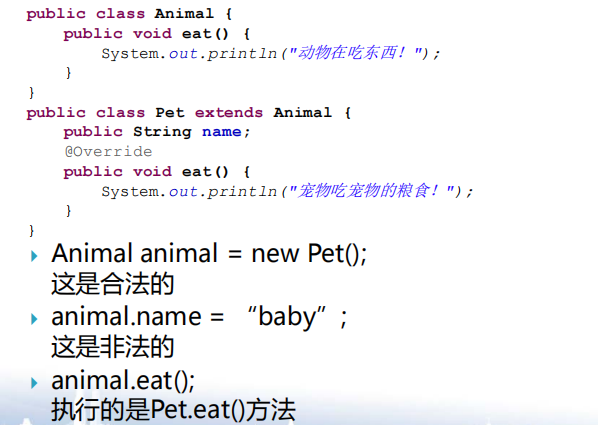 public class Animal {
public void eat() {
System.out.println("动物在吃东西！");
}
}
public class Pet extends Animal {
public String name;
@Override
public void eat() {
System.out.println("宠物吃宠物的粮食！");
}
}
Animal animal = new Pet();
这是合法的
animal.name = “baby”;
这是非法的
animal.eat();
执行的是Pet.eat()方法